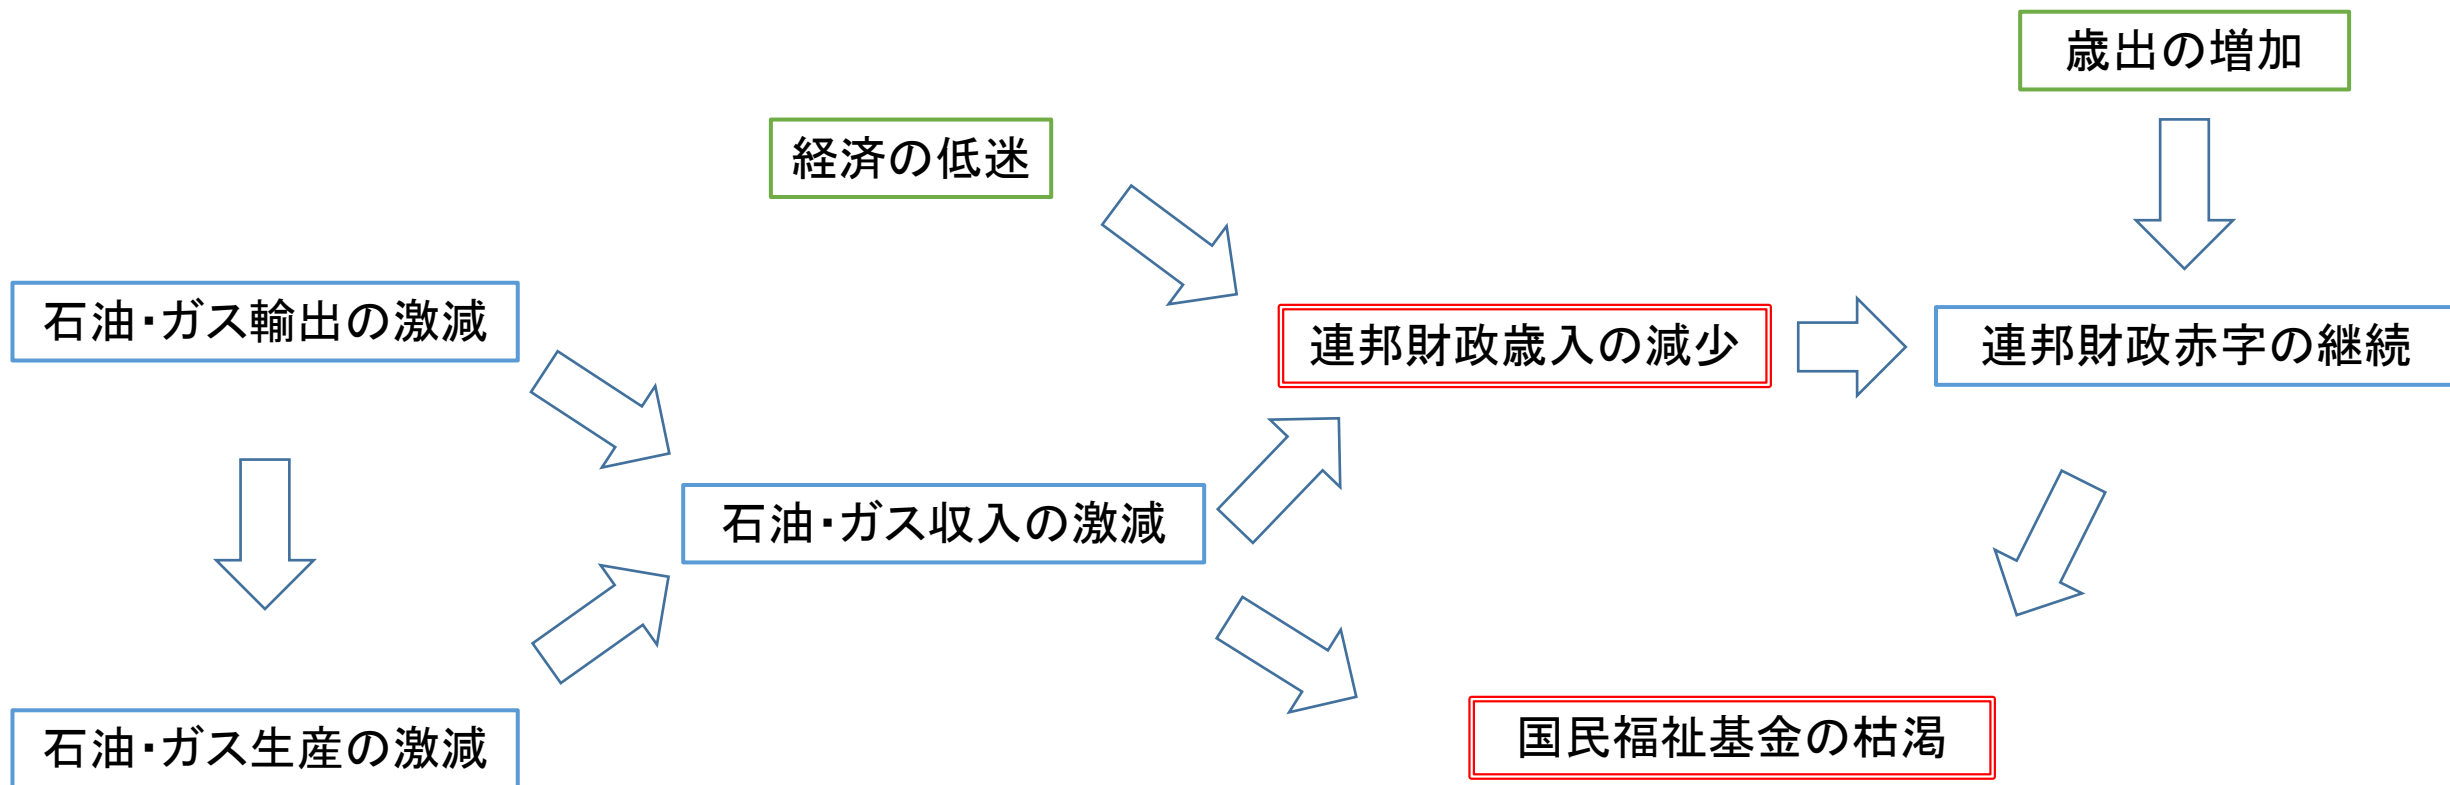 歳出の増加
経済の低迷
石油・ガス輸出の激減
連邦財政歳入の減少
連邦財政赤字の継続
石油・ガス収入の激減
国民福祉基金の枯渇
石油・ガス生産の激減